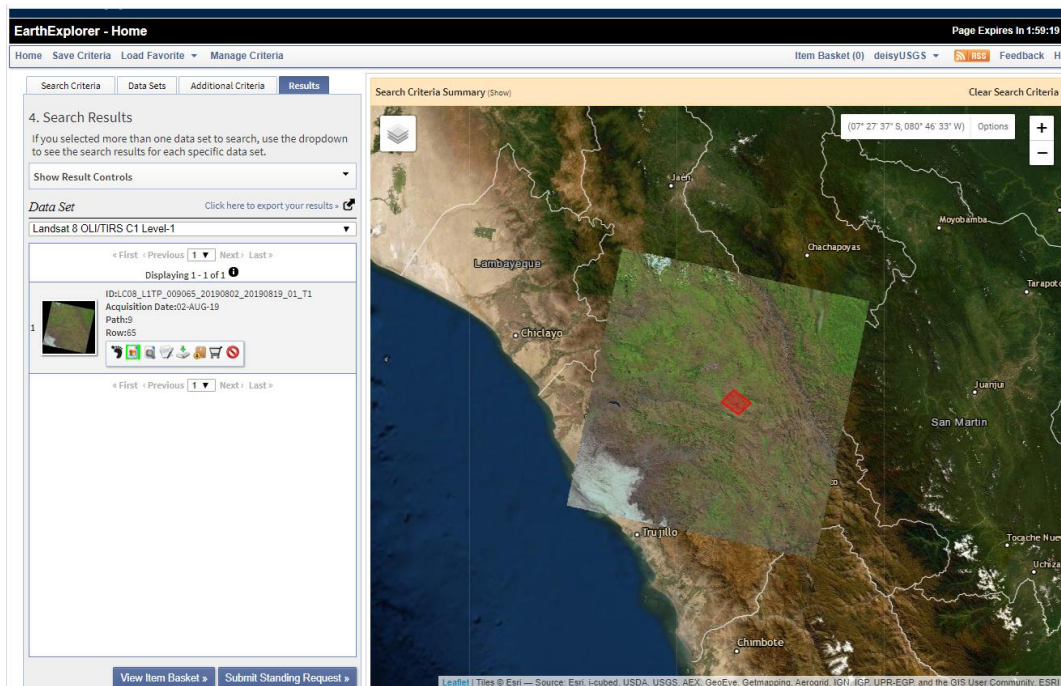 EarthExplorer - Home
Page Expires In 1:59:19
Home Save Criteria Load Favorite Manage Criteria
Item Basket (0) deisyUSGS RSS Feedback H
Search Criteria Data Sets Additional Criteria Results
4. Search Results
If you selected more than one data set to search, use the dropdown
to see the search results for each specific data set.
Show Result Controls
Data Set
Click here to export your results »
Landsat 8 OLI/TIRS C1 Level-1
« First ‹ Previous 1 Next › Last »
Displaying 1 - 1 of 1
1
ID:LC08_L1TP_009065_20190802_20190819_01_T1
Acquisition Date:02-AUG-19
Path:9
Row:65
« First ‹ Previous 1 Next › Last »
View Item Basket »
Submit Standing Request »
Search Criteria Summary (Show)
Clear Search Criteria
(07° 27' 37" S, 080° 46' 33" W)
Options
+
−
Jaén
Moyobamba
Chachapoyas
Lambayeque
Tarapoto
Chiclayo
Juanjui
San Martin
Trujillo
Tocache Nuev
Uchiza
Chimbote
Leaflet | Tiles © Esri — Source: Esri, i-cubed, USDA, USGS, AEX, GeoEye, Getmapping, Aerogrid, IGN, IGP, UPR-EGP, and the GIS User Community, ESRI